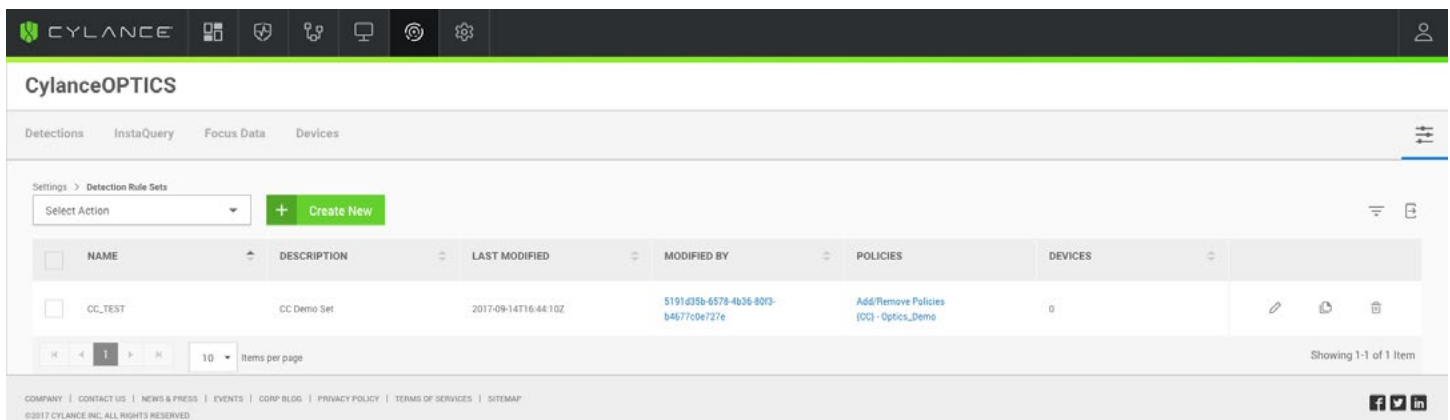 CYLANCE
CylanceOPTICS
Detections InstaQuery Focus Data Devices
Settings > Detection Rule Sets
Select Action + Create New
NAME DESCRIPTION LAST MODIFIED MODIFIED BY POLICIES DEVICES
CC_TEST CC Demo Set 2017-09-14T16:44:10Z 5191d35b-6578-4b36-80f3- Add/Remove Policies 0
b4677c0e727e {CC} - Optics_Demo
1 10 Items per page Showing 1-1 of 1 Item
COMPANY | CONTACT US | NEWS & PRESS | EVENTS | CORP BLOG | PRIVACY POLICY | TERMS OF SERVICES | SITEMAP
©2017 CYLANCE INC, ALL RIGHTS RESERVED